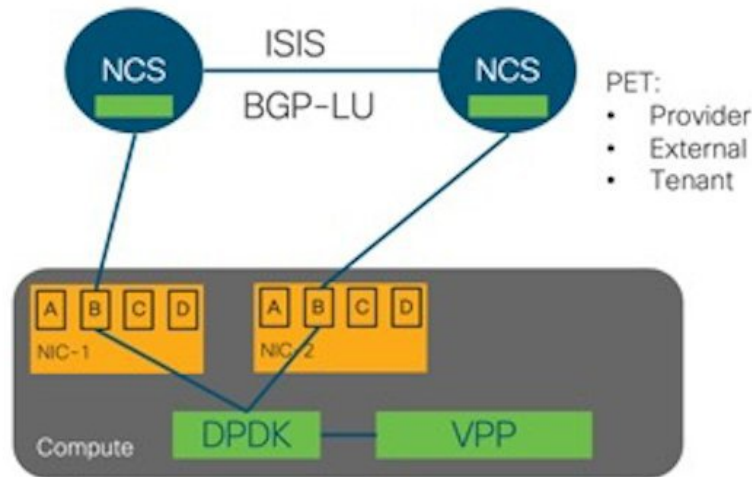 NCS
ISIS
BGP-LU
NCS
PET:
• Provider
• External
• Tenant
A B C D
NIC-1
A B C D
NIC-2
Compute
DPDK
VPP